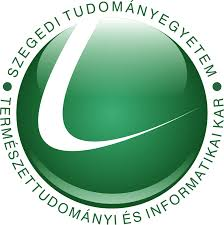 SZEGEDI TUDOMÁNYEGYETEM
TERMÉSZETTUDOMÁNYI ÉS INFORMATIKAI KAR